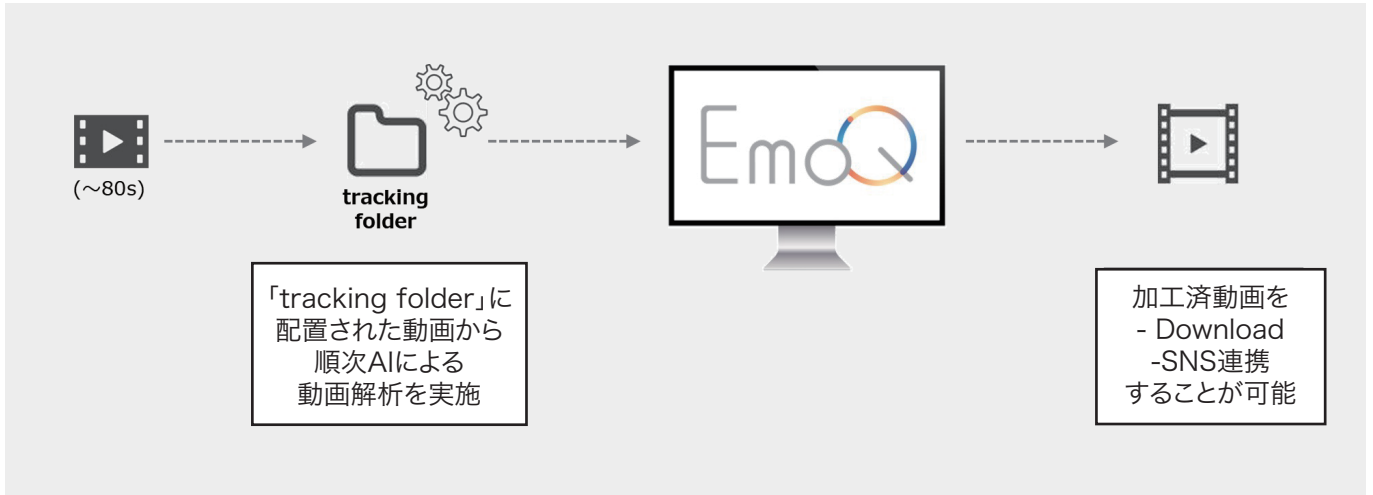 (～80s)
tracking
folder
EmoQ
「tracking folder」に
配置された動画から
順次AIによる
動画解析を実施
加工済動画を
- Download
-SNS連携
することが可能